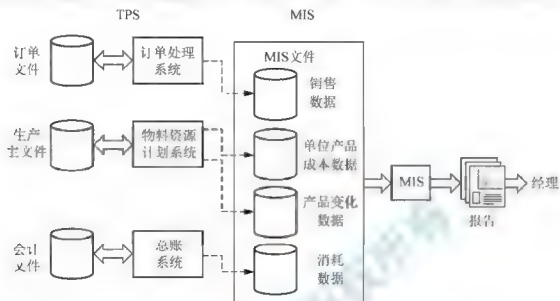 TPS
MIS
订单
文件
订单处理
系统
MIS文件
销售
数据
生产
主文件
物料资源
计划系统
单位产品
成本数据
产品变化
数据
MIS
报告
经理
会计
文件
总账
系统
消耗
数据